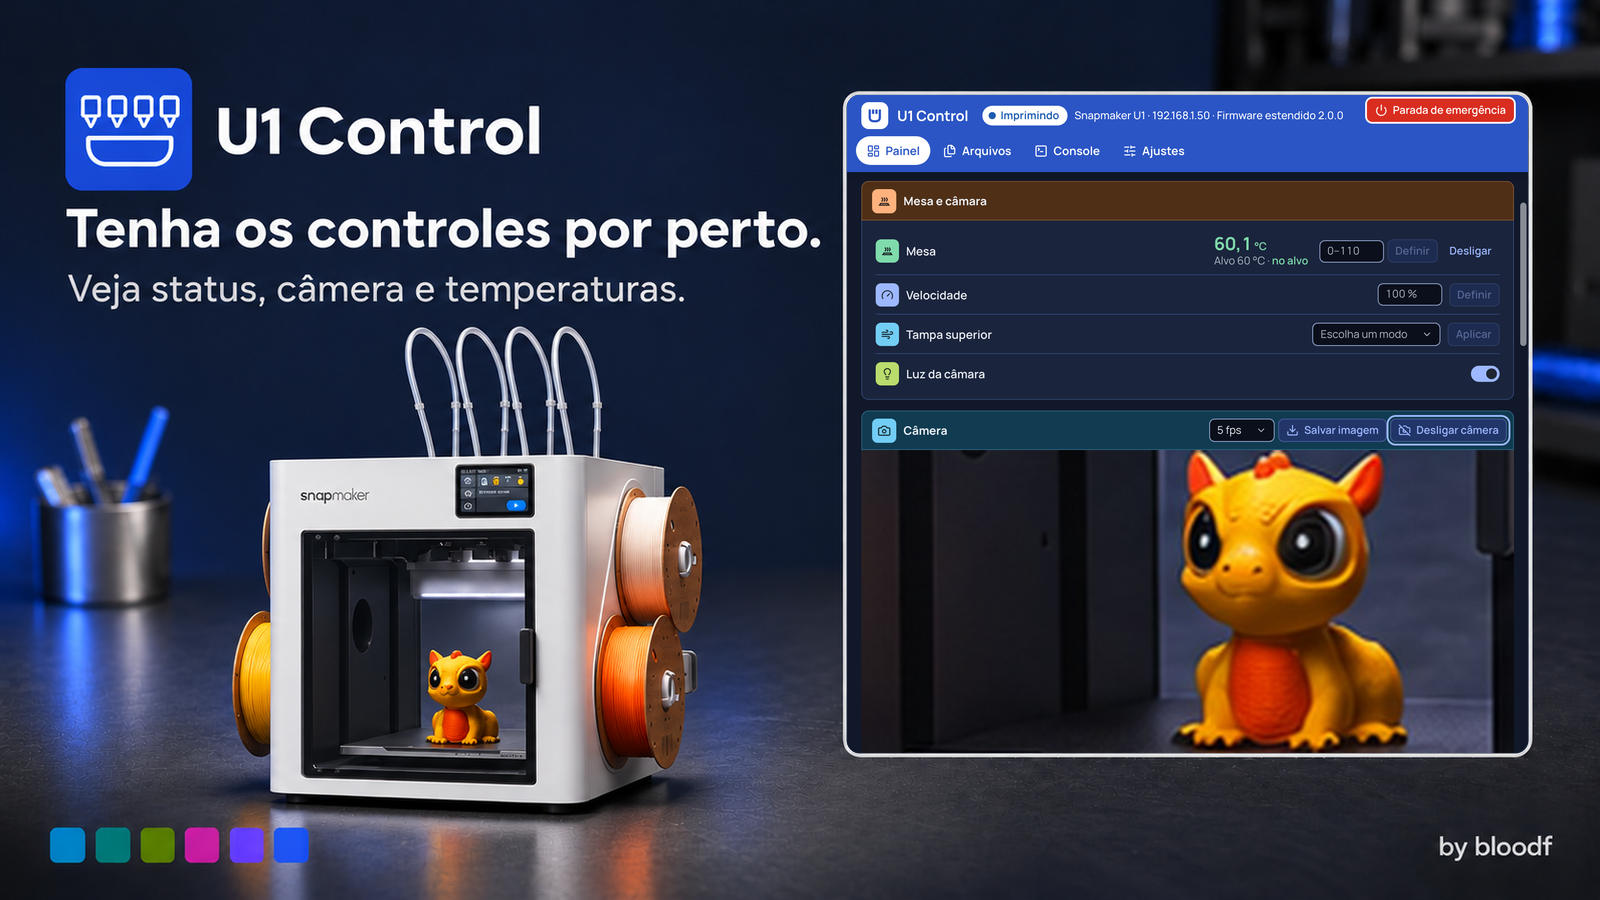 U1 Control
Tenha os controles por perto.
Veja status, câmera e temperaturas.
snapmaker
U1 Control
Imprimindo
Snapmaker U1 · 192.168.1.50 · Firmware estendido 2.0.0
Parada de emergência
Painel
Arquivos
Console
Ajustes
Mesa e câmara
Mesa
60,1 °C
Alvo 60 °C · no alvo
0–110
Definir
Desligar
Velocidade
100 %
Definir
Tampa superior
Escolha um modo
Aplicar
Luz da câmara
Câmera
5 fps
Salvar imagem
Desligar câmera
by bloodf